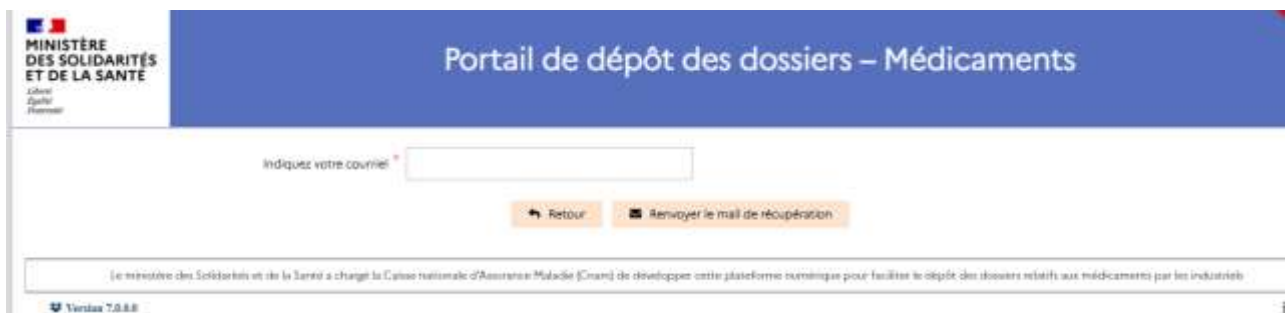 MINISTÈRE
DES SOLIDARITÉS
ET DE LA SANTÉ
Liberté
Égalité
Fraternité
Portail de dépôt des dossiers – Médicaments
Indiquez votre courriel *
Retour
Renvoyer le mail de récupération
Le ministère des Solidarités et de la Santé a chargé la Caisse nationale d'Assurance Maladie (Cnam) de développer cette plateforme numérique pour faciliter le dépôt des dossiers relatifs aux médicaments par les industriels
Version 7.0.0.0